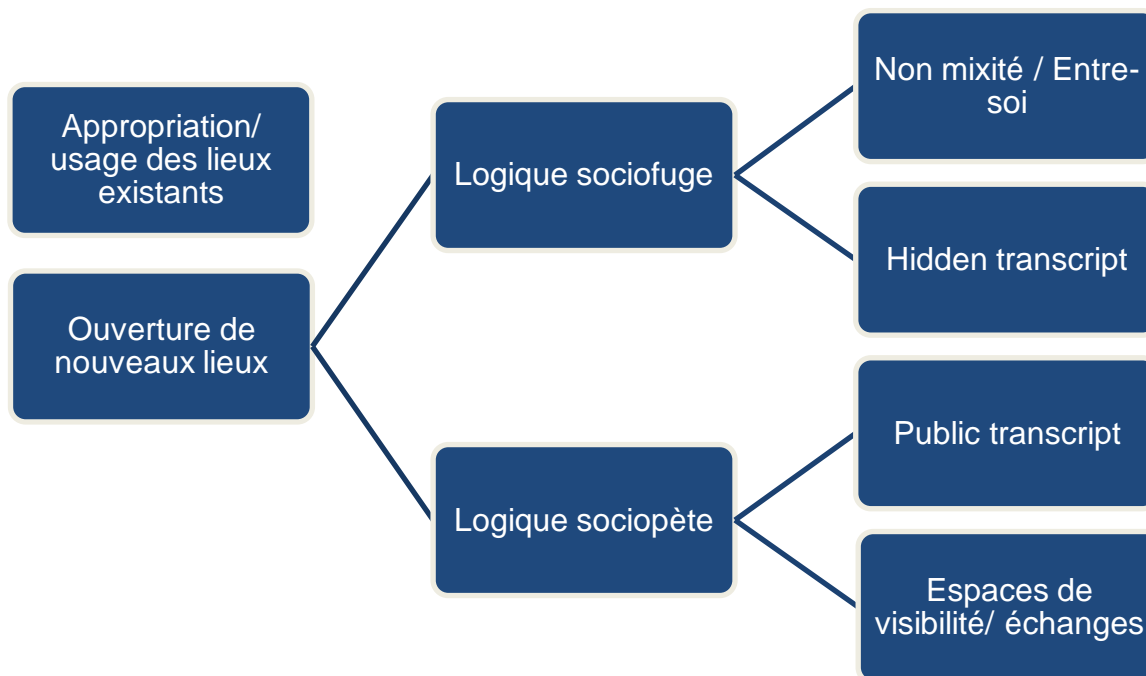 Appropriation/
usage des lieux
existants
Ouverture de
nouveaux lieux
Logique sociofuge
Logique sociopète
Non mixité / Entre-
soi
Hidden transcript
Public transcript
Espaces de
visibilité/ échanges